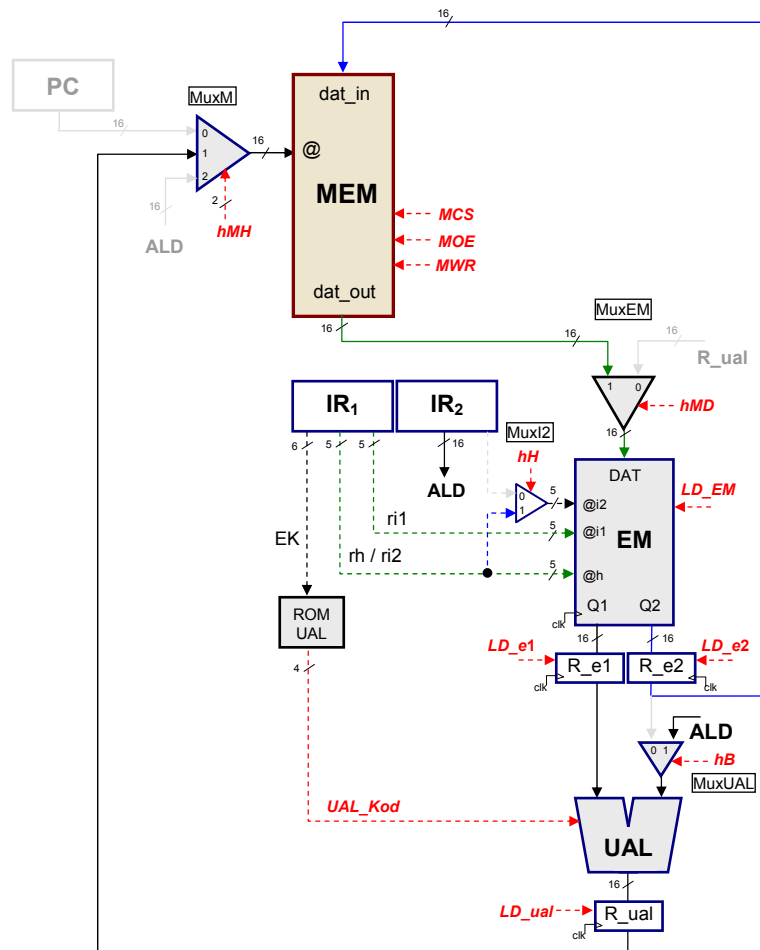 16
PC
MuxM
dat_in
16
0
1
2
16
@
16
ALD
2
hMH
MEM
MCS
MOE
MWR
dat_out
16
16
MuxEM
16
R_ual
1 0
hMD
16
IR1
IR2
6
5
5
16
ALD
MuxI2
hH
0
1
5
DAT
LD_EM
@i2
ri1
5
@i1
EM
EK
rh / ri2
5
@h
Q1 Q2
clk
ROM
UAL
4
16
16
LD_e1
R_e1
R_e2
LD_e2
clk
clk
ALD
0 1
hB
MuxUAL
UAL_Kod
UAL
16
LD_ual
R_ual
clk